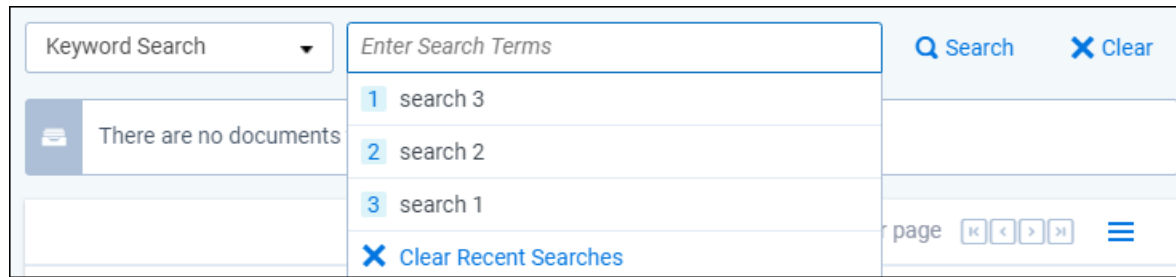 Keyword Search Enter Search Terms Search Clear
1 search 3
There are no documents
2 search 2
3 search 1
page
Clear Recent Searches